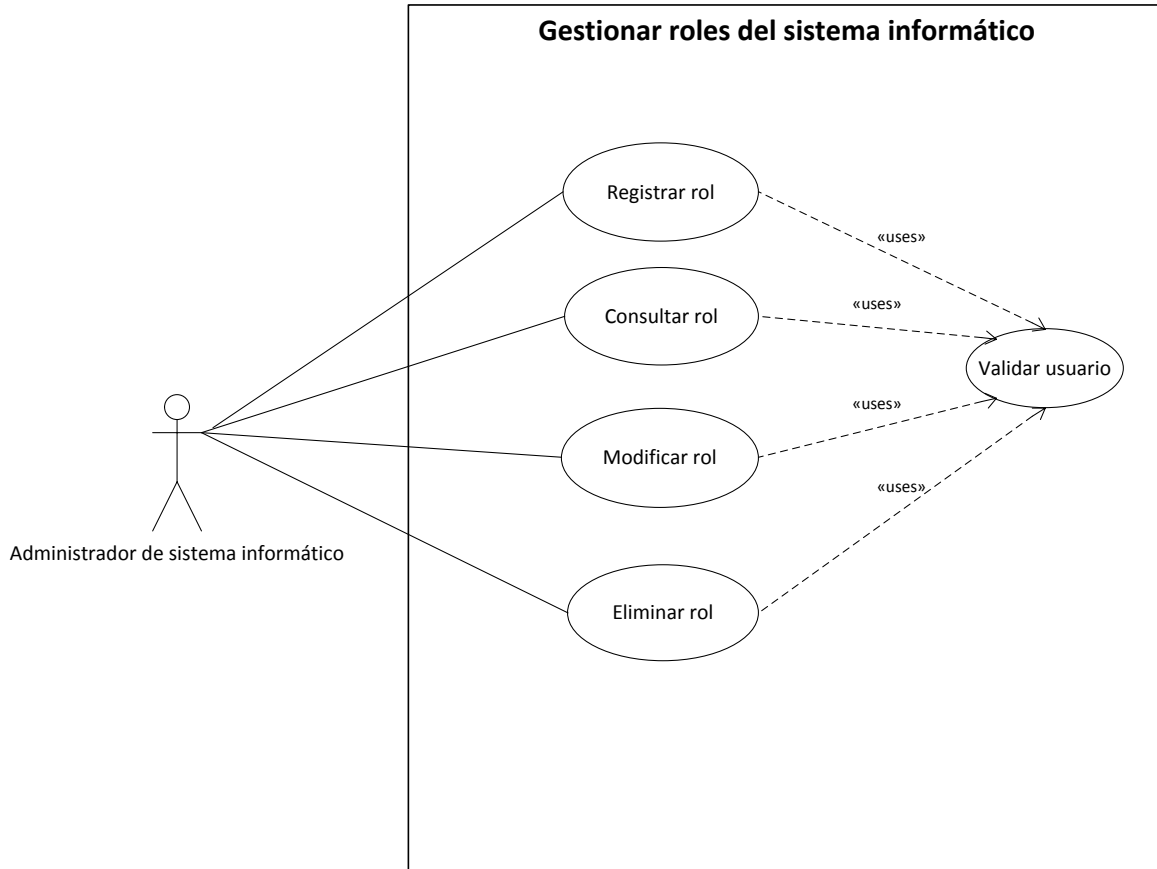 Gestionar roles del sistema informático
Registrar rol
«uses»
Consultar rol
«uses»
Validar usuario
Modificar rol
«uses»
«uses»
Administrador de sistema informático
Eliminar rol